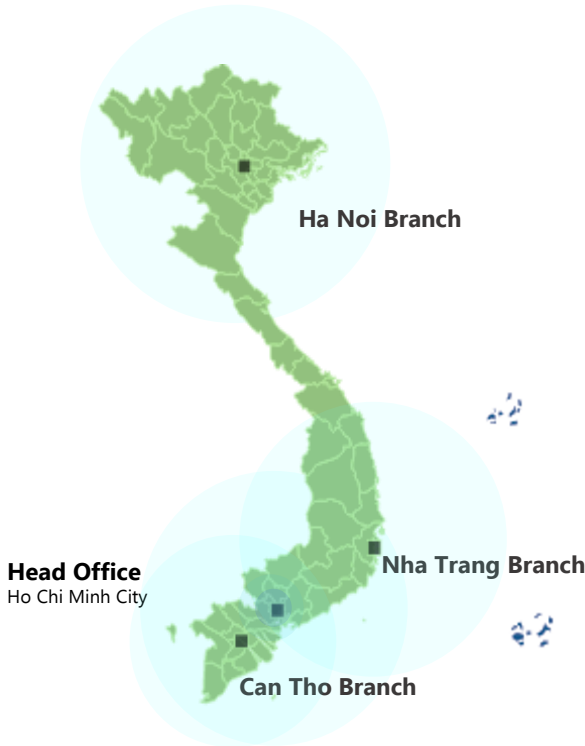 Ha Noi Branch
Nha Trang Branch
Head Office
Ho Chi Minh City
Can Tho Branch